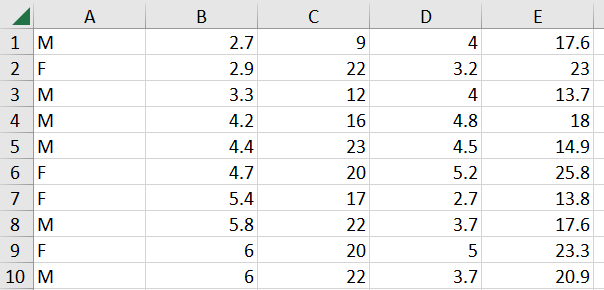 A B C D E
1 M 2.7 9 4 17.6
2 F 2.9 22 3.2 23
3 M 3.3 12 4 13.7
4 M 4.2 16 4.8 18
5 M 4.4 23 4.5 14.9
6 F 4.7 20 5.2 25.8
7 F 5.4 17 2.7 13.8
8 M 5.8 22 3.7 17.6
9 F 6 20 5 23.3
10 M 6 22 3.7 20.9